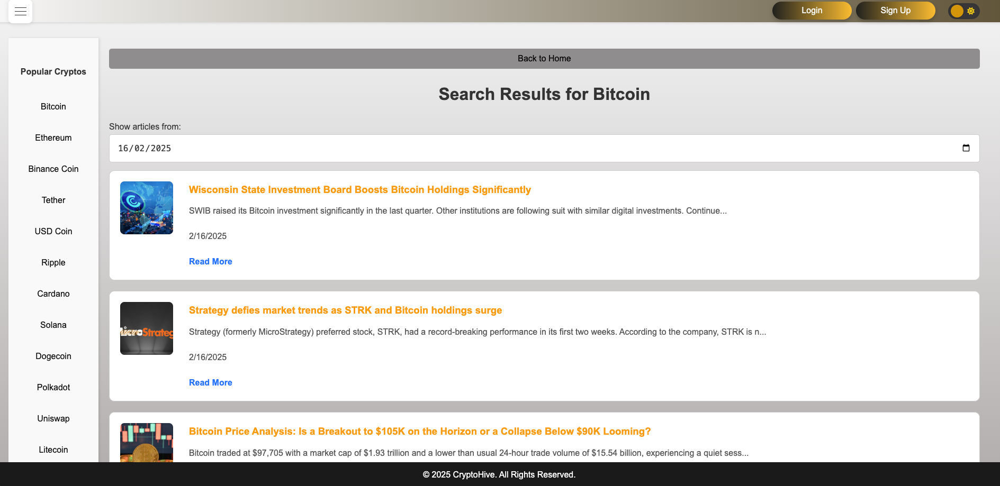 Login
Sign Up
Popular Cryptos
Bitcoin
Ethereum
Binance Coin
Tether
USD Coin
Ripple
Cardano
Solana
Dogecoin
Polkadot
Uniswap
Litecoin
Back to Home
Search Results for Bitcoin
Show articles from:
16/02/2025
Wisconsin State Investment Board Boosts Bitcoin Holdings Significantly
SWIB raised its Bitcoin investment significantly in the last quarter. Other institutions are following suit with similar digital investments. Continue...
2/16/2025
Read More
icroStrateg
Strategy defies market trends as STRK and Bitcoin holdings surge
Strategy (formerly MicroStrategy) preferred stock, STRK, had a record-breaking performance in its first two weeks. According to the company, STRK is n...
2/16/2025
Read More
Bitcoin Price Analysis: Is a Breakout to $105K on the Horizon or a Collapse Below $90K Looming?
Bitcoin traded at $97,705 with a market cap of $1.93 trillion and a lower than usual 24-hour trade volume of $15.54 billion, experiencing a quiet sess...
© 2025 CryptoHive. All Rights Reserved.